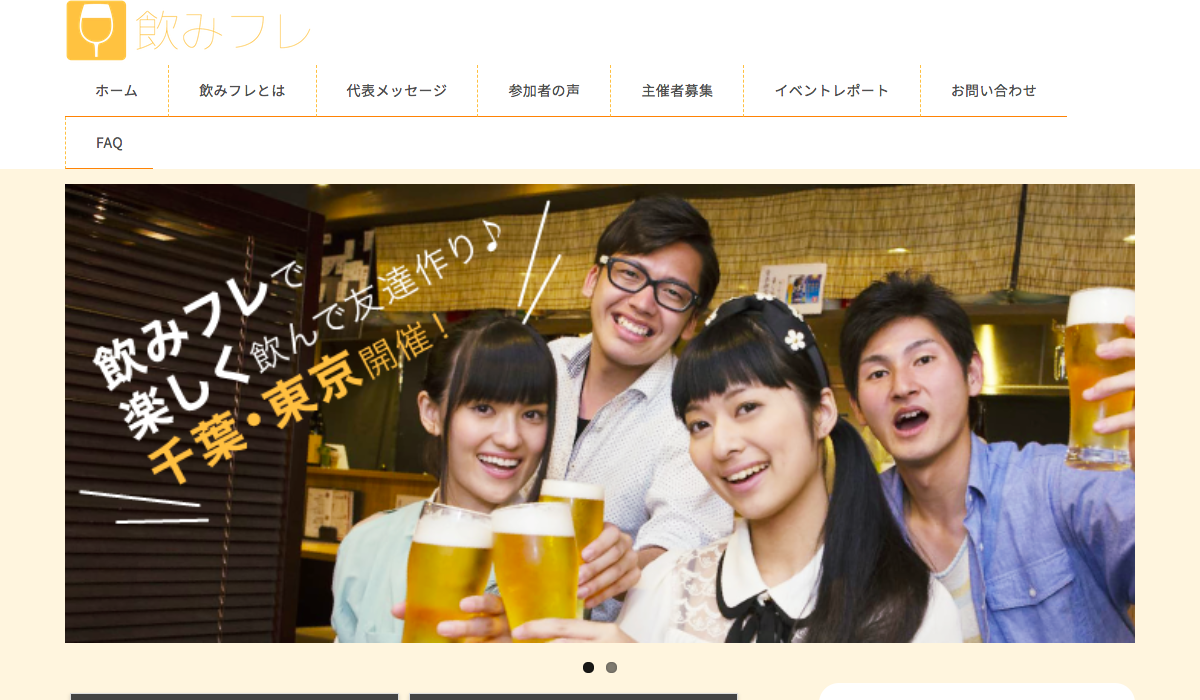 飲みフレ
ホーム
飲みフレとは
代表メッセージ
参加者の声
主催者募集
イベントレポート
お問い合わせ
FAQ
飲みフレで
楽しく飲んで友達作り♪
千葉・東京開催！